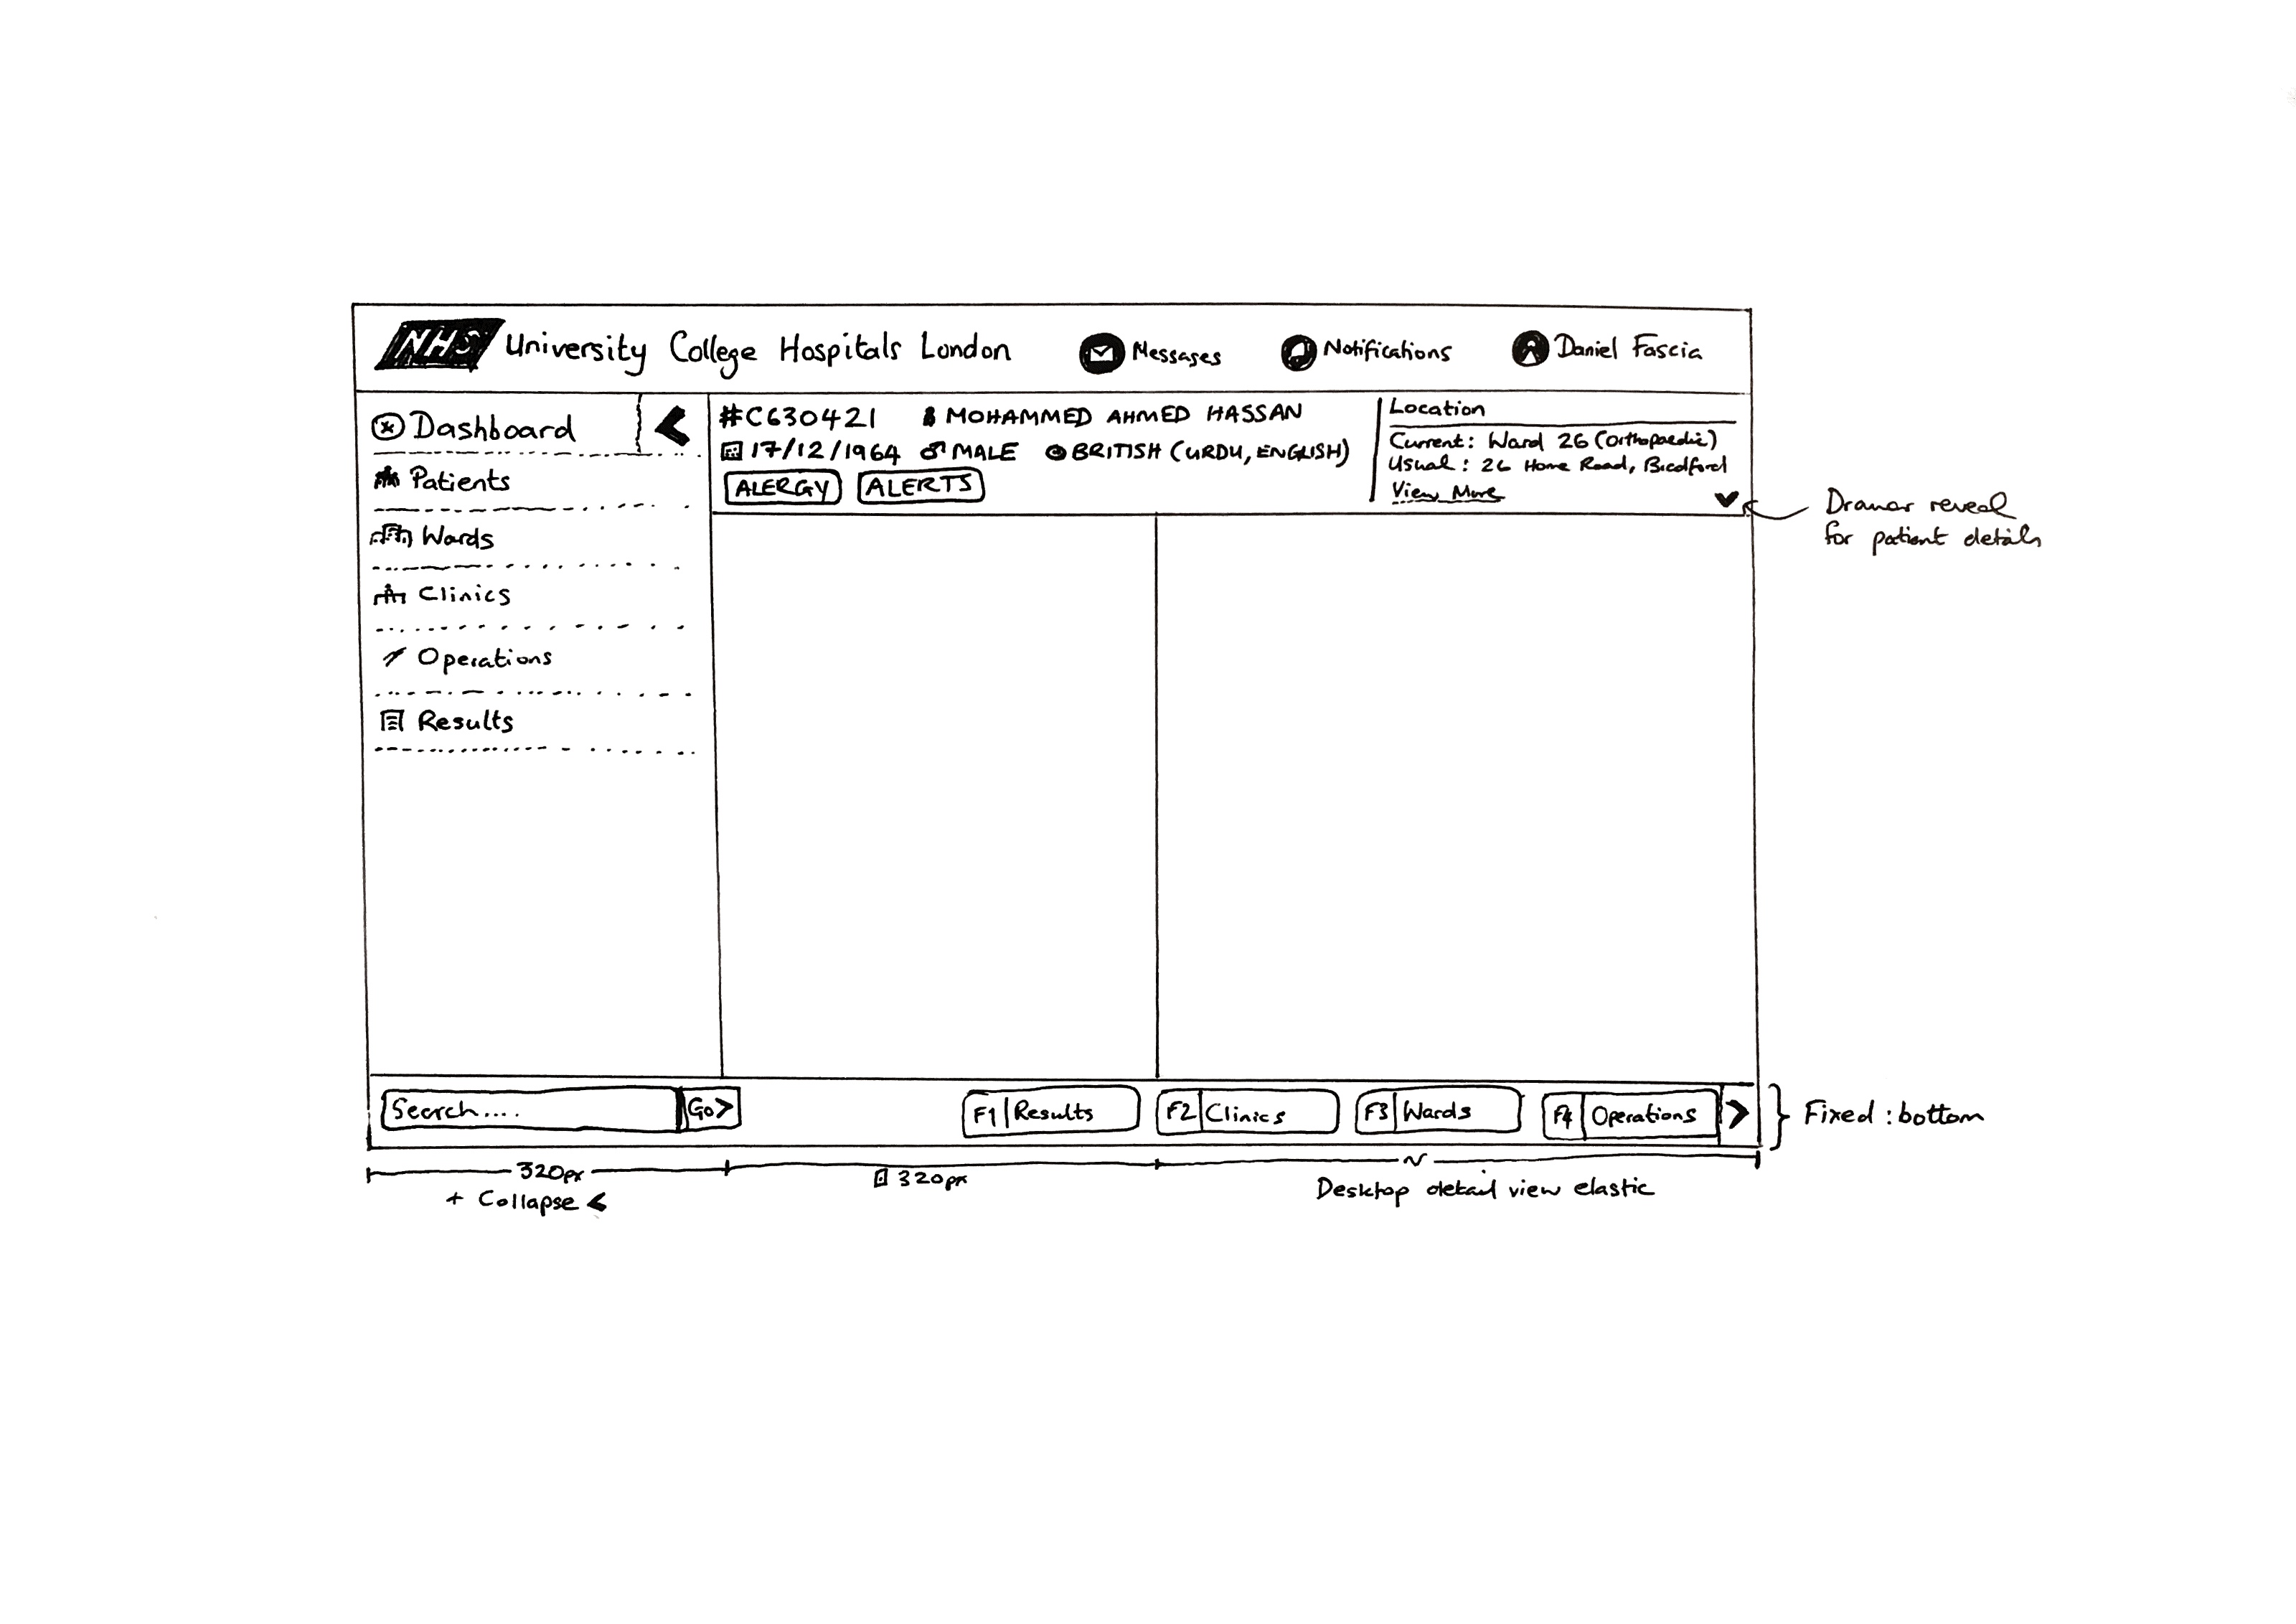 NHS University College Hospitals London Messages Notifications Daniel Fascia
Dashboard
Patients
Wards
Clinics
Operations
Results
#C630421 MOHAMMED AHMED HASSAN
17/12/1964 MALE BRITISH (URDU, ENGLISH)
ALERGY ALERTS
Location
Current: Ward 26 (Orthopaedic)
Usual: 26 Home Road, Bredford
View More
Drawer reveal
for patient details
Search.... Go>
F1 Results F2 Clinics F3 Wards F4 Operations >
Fixed: bottom
320px
+ Collapse <
320px
~
Desktop detail view elastic